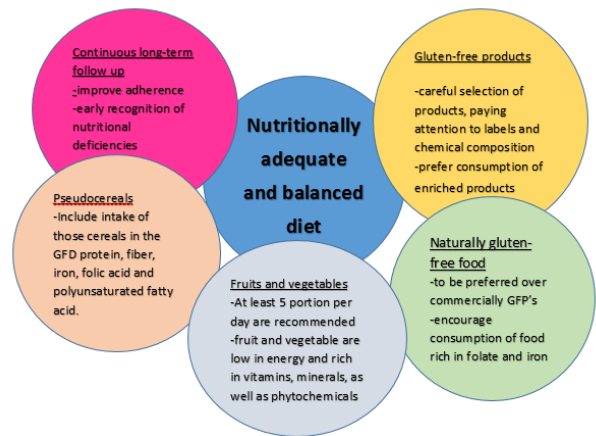 Continuous long-term
follow up
-improve adherence
-early recognition of
nutritional
deficiencies
Nutritionally
adequate
and balanced
diet
Gluten-free products
-careful selection of
products, paying
attention to labels and
chemical composition
-prefer consumption of
enriched products
Pseudocereals
-Include intake of
those cereals in the
GFD protein, fiber,
iron, folic acid and
polyunsaturated fatty
acid.
Fruits and vegetables
-At least 5 portion per
day are recommended
-fruit and vegetable are
low in energy and rich
in vitamins, minerals, as
well as phytochemicals
Naturally gluten-
free food
-to be preferred over
commercially GFP's
-encourage
consumption of food
rich in folate and iron